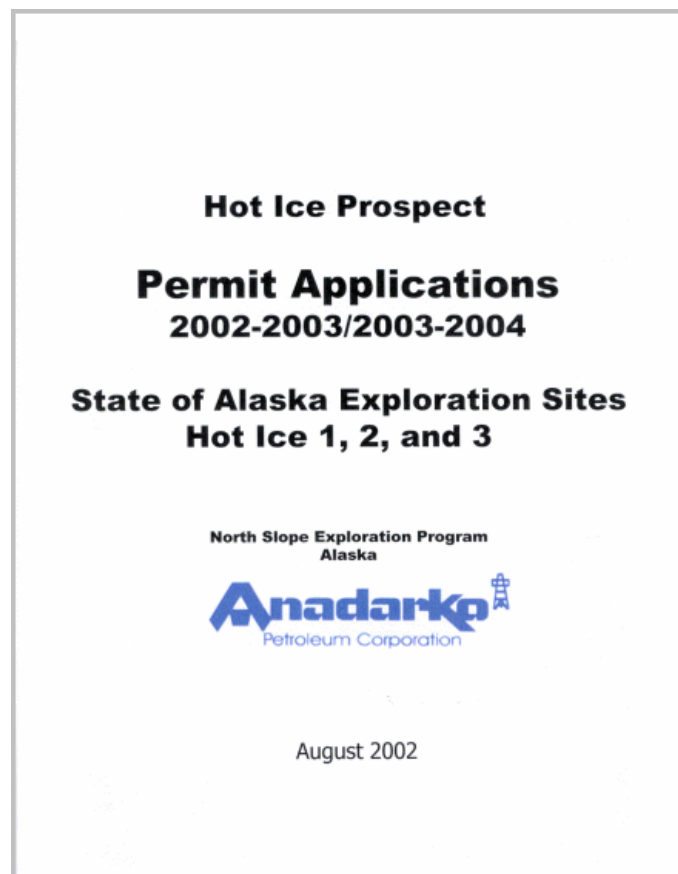 Hot Ice Prospect
Permit Applications
2002-2003/2003-2004
State of Alaska Exploration Sites
Hot Ice 1, 2, and 3
North Slope Exploration Program
Alaska
Anadarko
Petroleum Corporation
August 2002